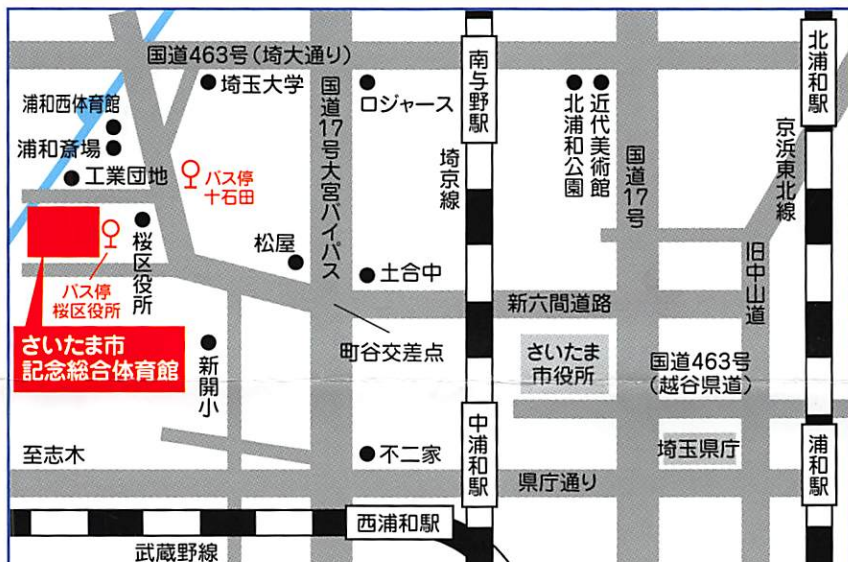 国道463号(埼大通り)
南与野駅
北浦和駅
浦和西体育館
埼玉大学
ロジャース
近代美術館
北浦和公園
浦和斎場
工業団地
バス停
十石田
国道17号大宮バイパス
埼京線
国道17号
京浜東北線
桜区役所
バス停
桜区役所
松屋
土合中
旧中山道
新六間道路
さいたま市
記念総合体育館
新開小
町谷交差点
さいたま
市役所
国道463号
(越谷県道)
至志木
不二家
中浦和駅
埼玉県庁
浦和駅
県庁通り
西浦和駅
武蔵野線